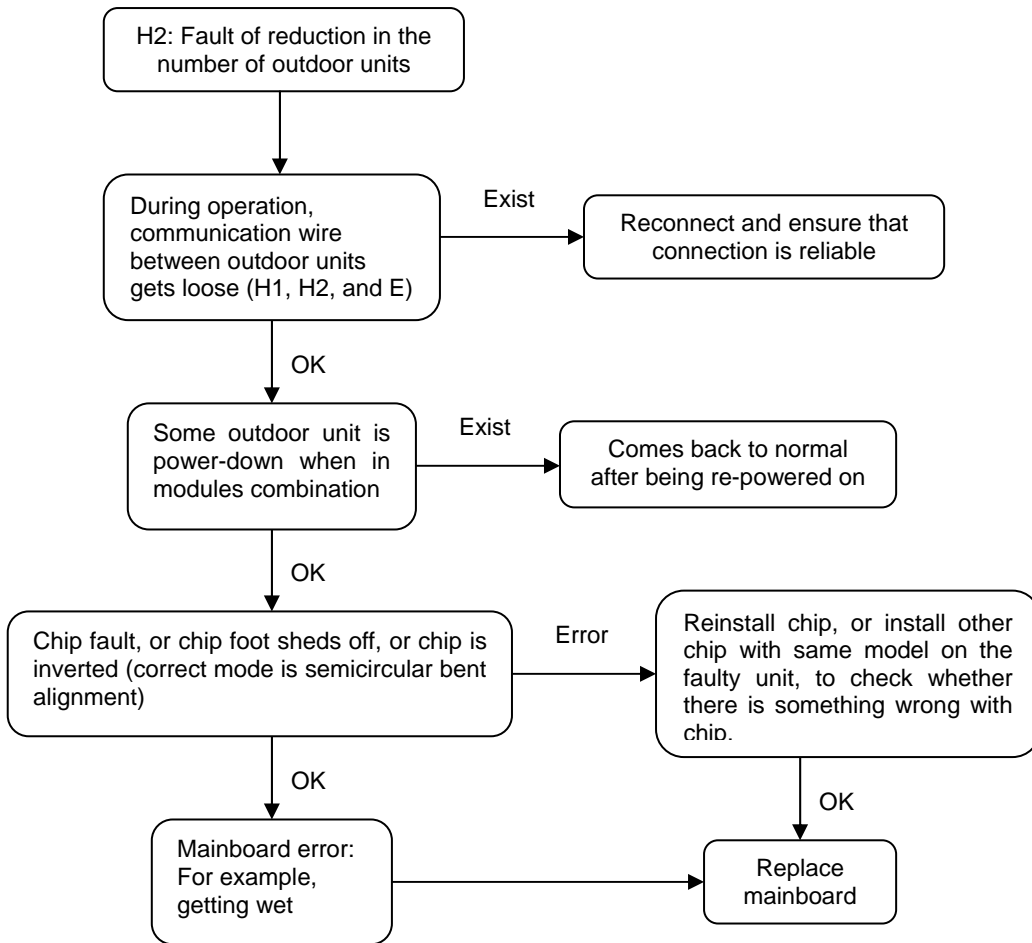 H2: Fault of reduction in the
number of outdoor units
During operation,
communication wire
between outdoor units
gets loose (H1, H2, and E)
Exist
Reconnect and ensure that
connection is reliable
OK
Some outdoor unit is
power-down when in
modules combination
Exist
Comes back to normal
after being re-powered on
OK
Chip fault, or chip foot sheds off, or chip is
inverted (correct mode is semicircular bent
alignment)
Error
Reinstall chip, or install other
chip with same model on the
faulty unit, to check whether
there is something wrong with
chip.
OK
OK
Mainboard error:
For example,
getting wet
Replace
mainboard